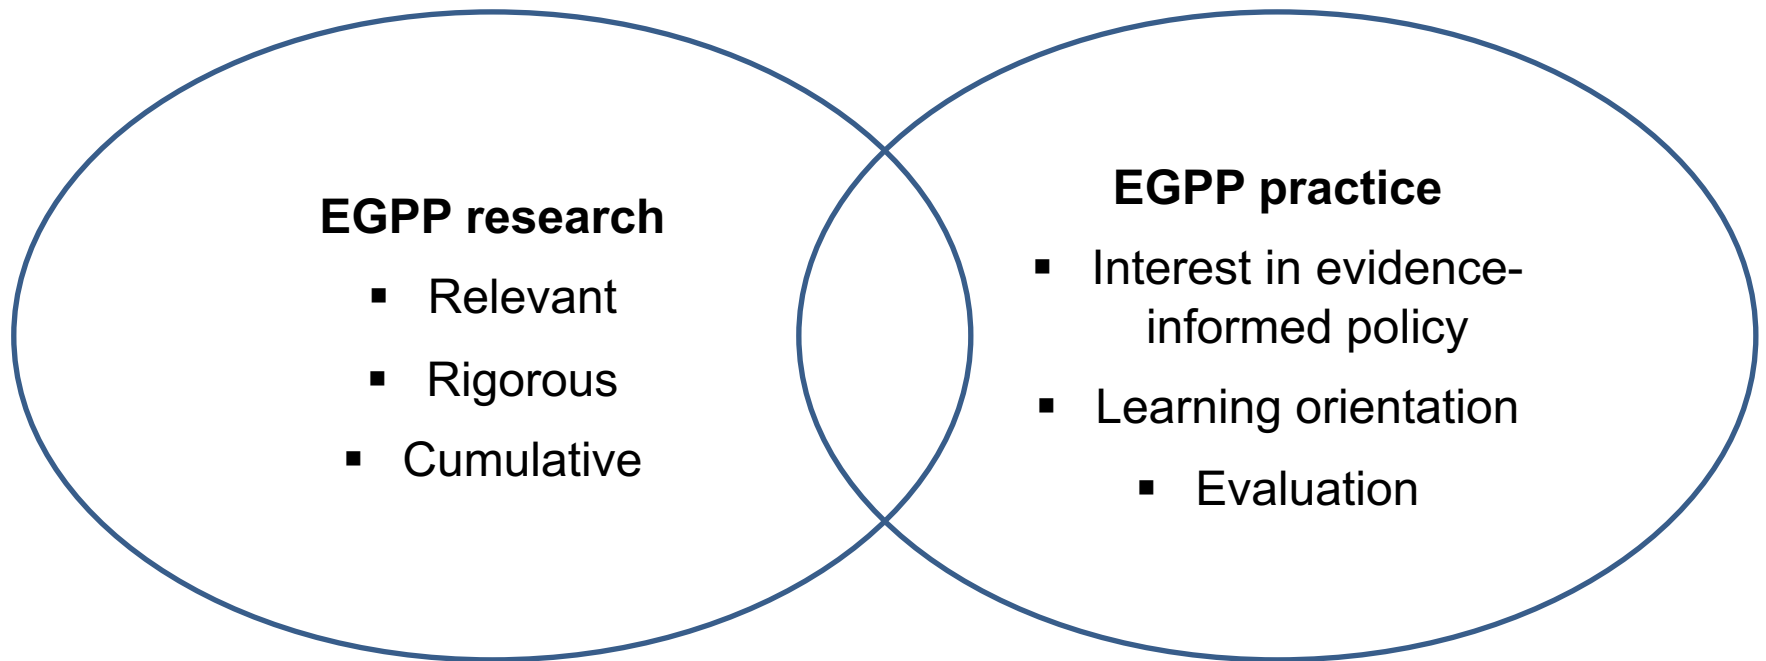 EGPP research
▪ Relevant
▪ Rigorous
▪ Cumulative
EGPP practice
▪ Interest in evidence-
informed policy
▪ Learning orientation
▪ Evaluation